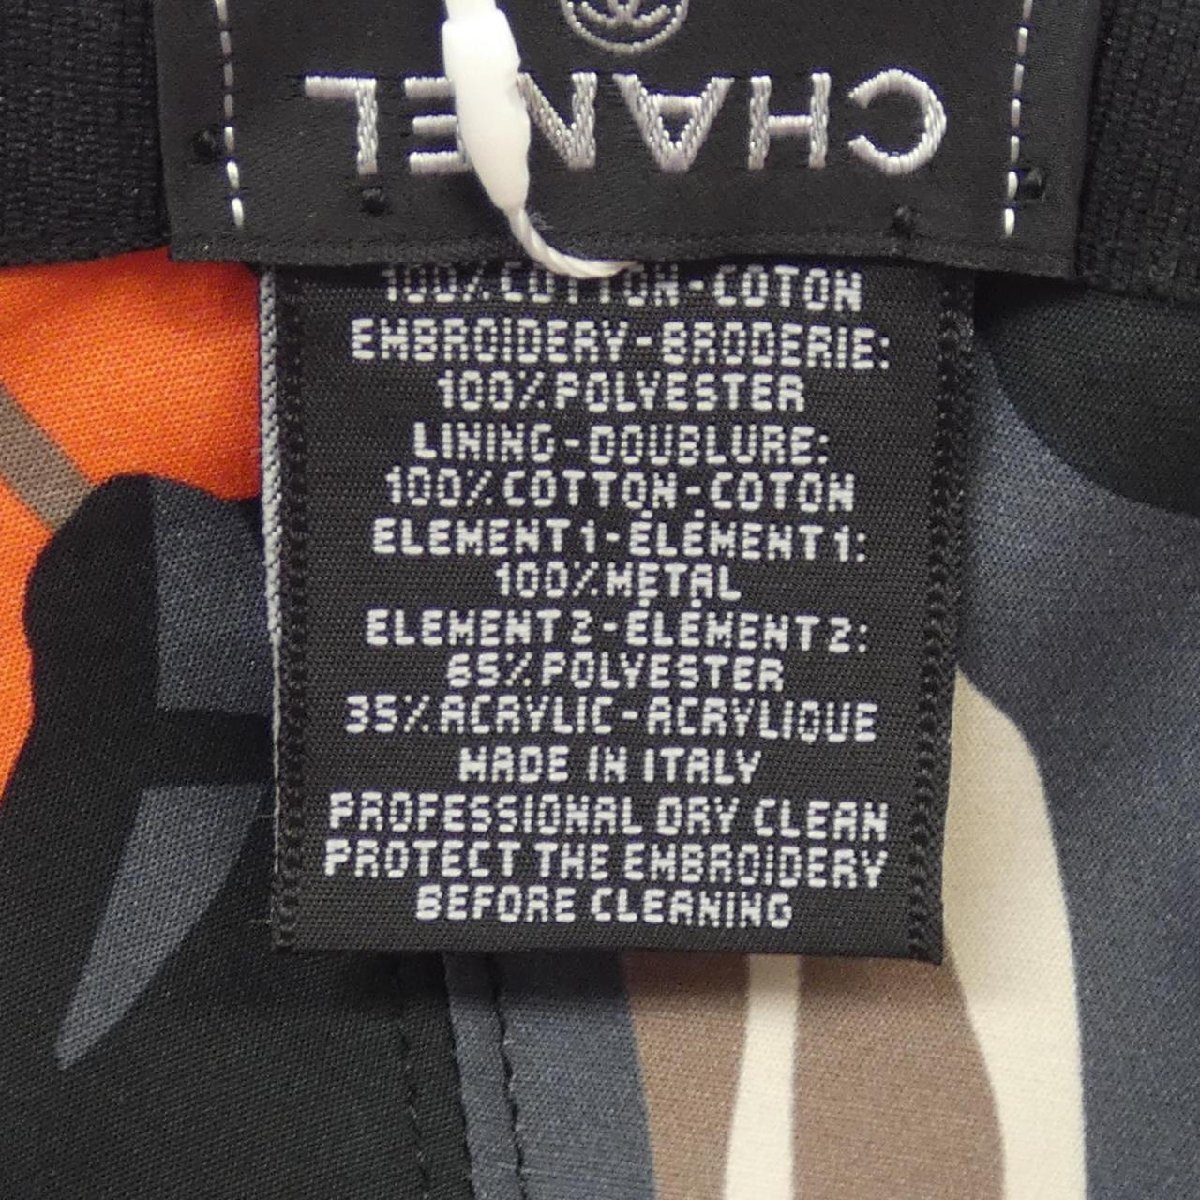 CHANEL
100% COTTON-COTON
EMBROIDERY-BRODERIE:
100% POLYESTER
LINING-DOUBLURE:
100% COTTON-COTON
ELEMENT 1-ÉLÉMENT 1:
100% METAL
ELEMENT 2-ÉLÉMENT 2:
65% POLYESTER
35% ACRYLIC-ACRYLIQUE
MADE IN ITALY
PROFESSIONAL DRY CLEAN
PROTECT THE EMBROIDERY
BEFORE CLEANING